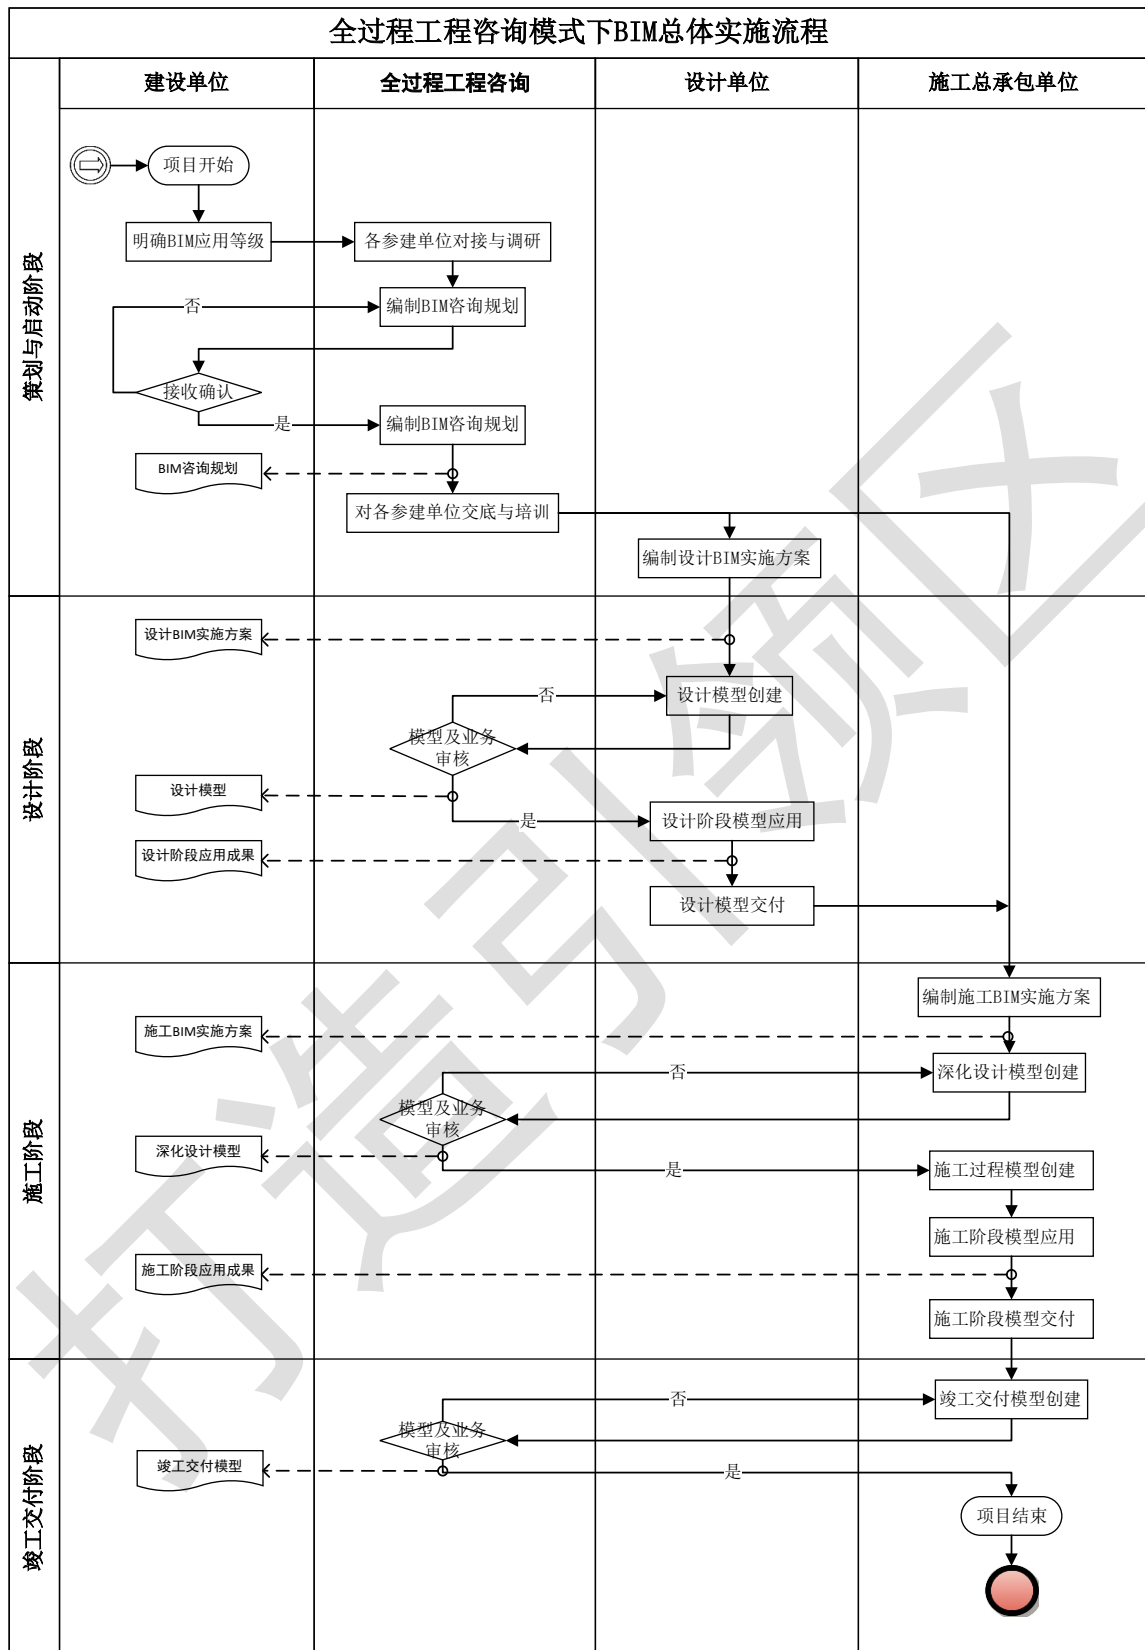 全过程工程咨询模式下BIM总体实施流程
建设单位
全过程工程咨询
设计单位
施工总承包单位
策划与启动阶段
项目开始
明确BIM应用等级
各参建单位对接与调研
否
编制BIM咨询规划
接收确认
是
编制BIM咨询规划
BIM咨询规划
对各参建单位交底与培训
编制设计BIM实施方案
设计阶段
设计BIM实施方案
否
设计模型创建
模型及业务
审核
设计模型
是
设计阶段模型应用
设计阶段应用成果
设计模型交付
施工阶段
编制施工BIM实施方案
施工BIM实施方案
否
深化设计模型创建
模型及业务
审核
深化设计模型
是
施工过程模型创建
施工阶段模型应用
施工阶段应用成果
施工阶段模型交付
竣工交付阶段
否
竣工交付模型创建
模型及业务
审核
竣工交付模型
是
项目结束
打造引领区